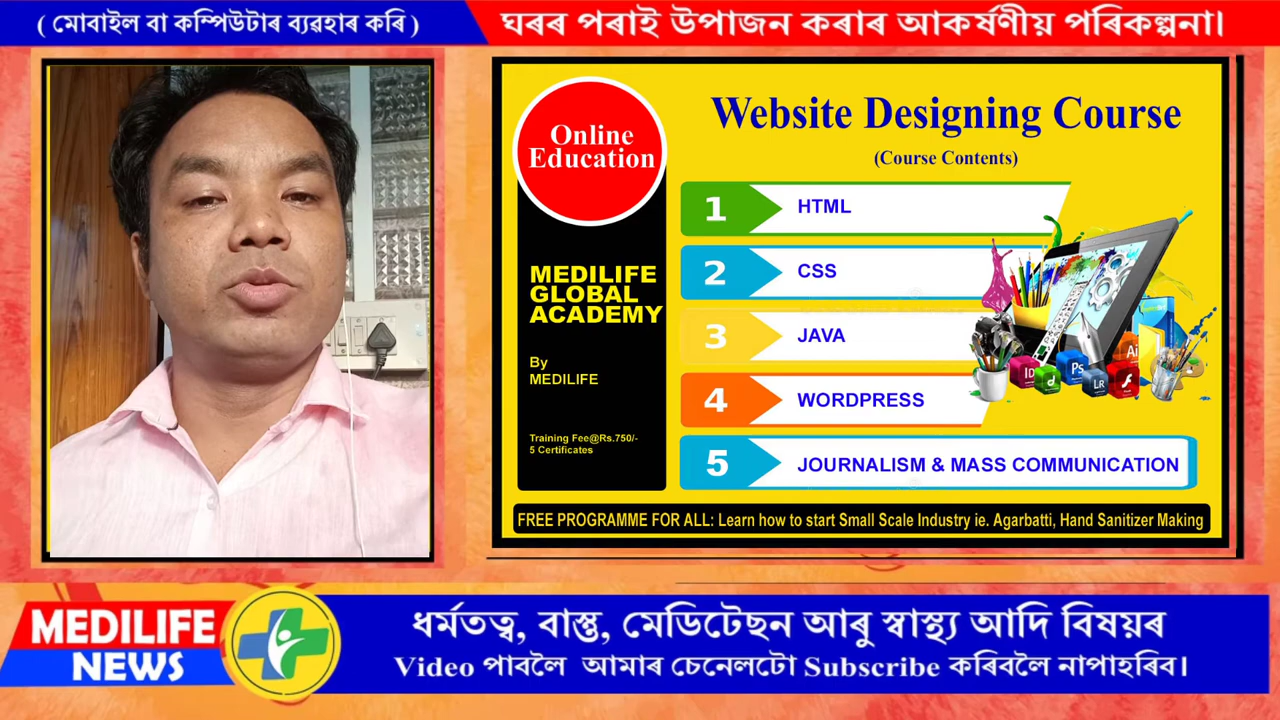 ( মোবাইল বা কম্পিউটাৰ ব্যৱহাৰ কৰি )
ঘৰৰ পৰাই উপাজন কৰাৰ আকৰ্ষণীয় পৰিকল্পনা।
Online
Education
Website Designing Course
(Course Contents)
1 HTML
2 CSS
3 JAVA
4 WORDPRESS
5 JOURNALISM & MASS COMMUNICATION
MEDILIFE
GLOBAL
ACADEMY
By
MEDILIFE
Training Fee@Rs.750/-
5 Certificates
Ai
Ps
ID
d
LR
FREE PROGRAMME FOR ALL: Learn how to start Small Scale Industry ie. Agarbatti, Hand Sanitizer Making
MEDILIFE
NEWS
ধৰ্মতত্ব, বাস্তু, মেডিটেছন আৰু স্বাস্থ্য আদি বিষয়ৰ
Video পাবলৈ আমাৰ চেনেলটো Subscribe কৰিবলৈ নাপাহৰিব।